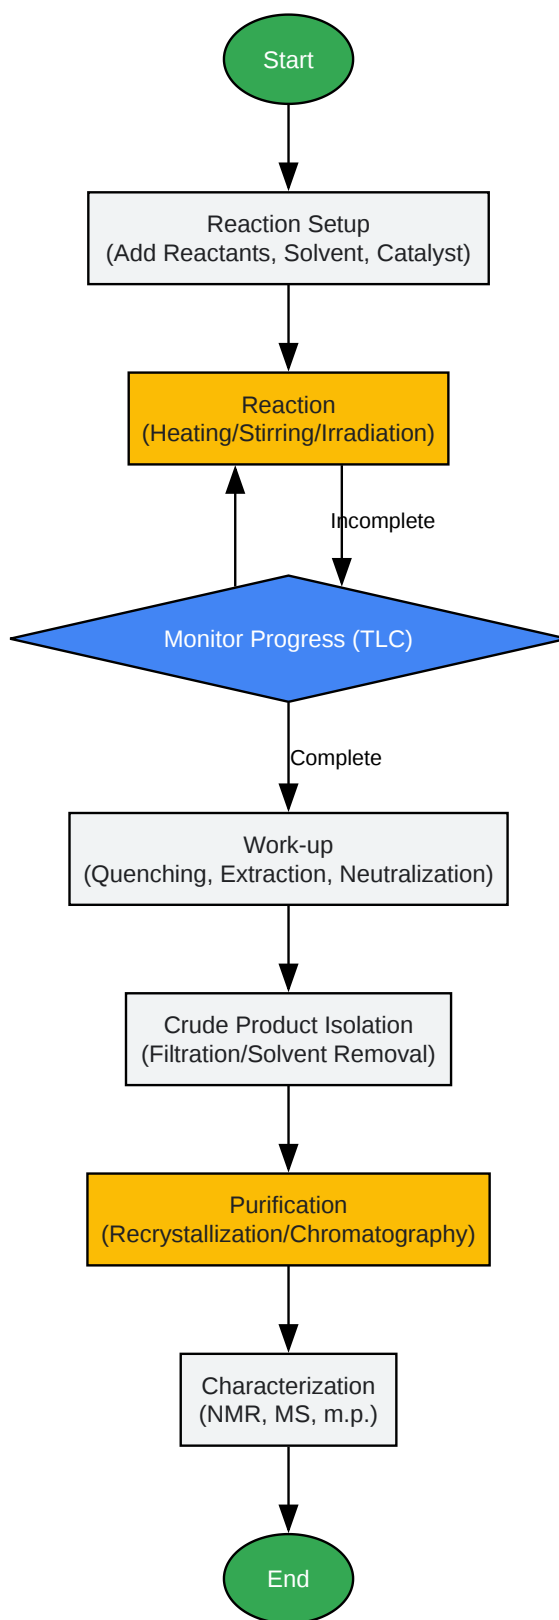 Start
Reaction Setup
(Add Reactants, Solvent, Catalyst)
Reaction
(Heating/Stirring/Irradiation)
Incomplete
Monitor Progress (TLC)
Complete
Work-up
(Quenching, Extraction, Neutralization)
Crude Product Isolation
(Filtration/Solvent Removal)
Purification
(Recrystallization/Chromatography)
Characterization
(NMR, MS, m.p.)
End